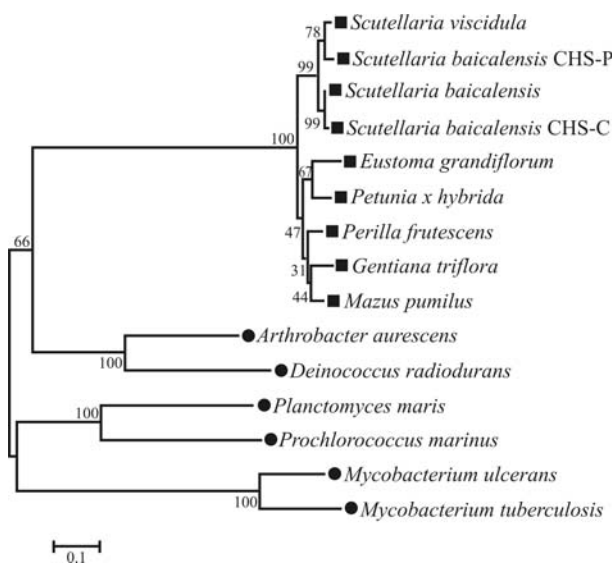 Scutellaria viscidula
78
Scutellaria baicalensis CHS-P
99
Scutellaria baicalensis
99
Scutellaria baicalensis CHS-C
100
Eustoma grandiflorum
67
Petunia x hybrida
47
Perilla frutescens
66
Gentiana triflora
31
44
Mazus pumilus
Arthrobacter aurescens
100
Deinococcus radiodurans
Planctomyces maris
100
Prochlorococcus marinus
Mycobacterium ulcerans
100
Mycobacterium tuberculosis
0.1